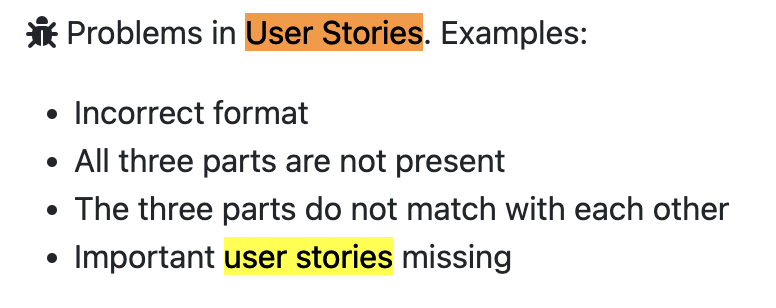 Problems in User Stories. Examples:
Incorrect format
All three parts are not present
The three parts do not match with each other
Important user stories missing